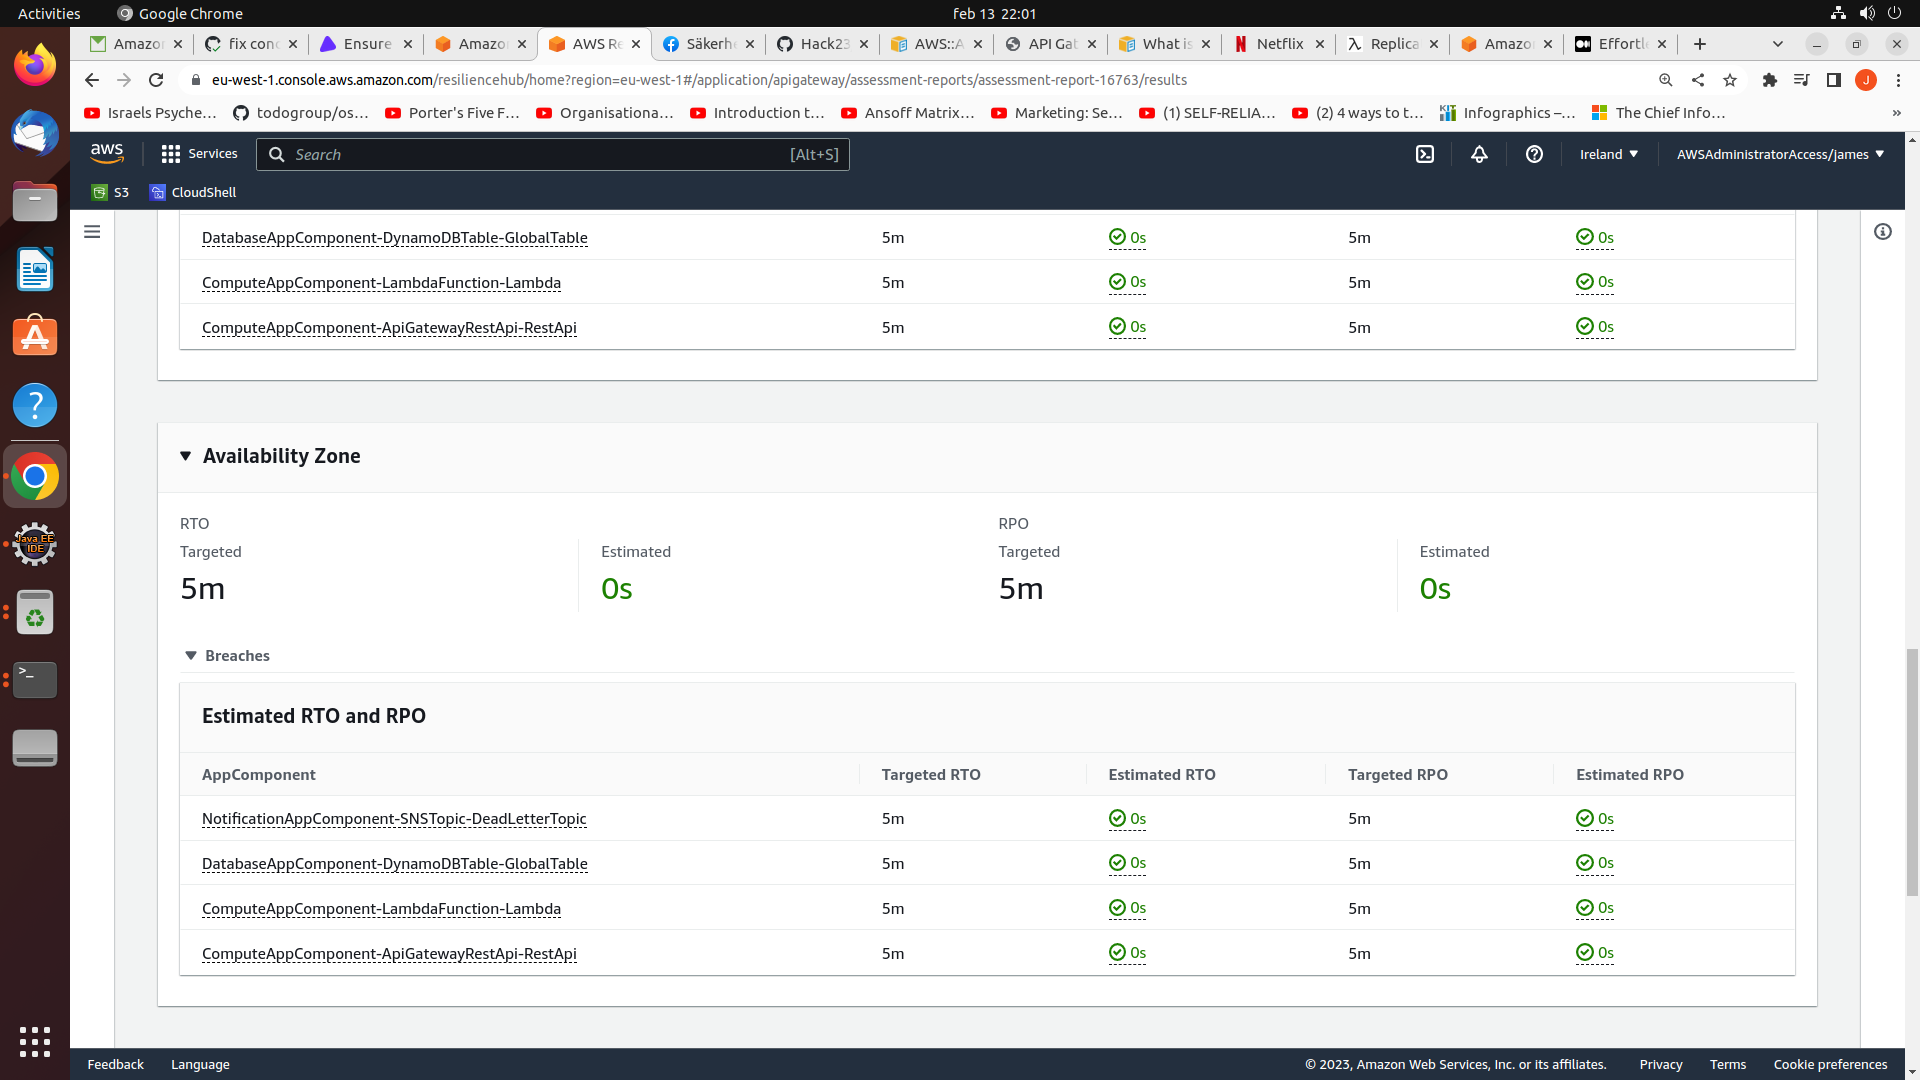 Activities Google Chrome feb 13 22:01
Amazo fix con Ensure Amazo AWS Re Säkerhe Hack23 AWS::A API Gat What is Netflix Replica Amazo Effortle
eu-west-1.console.aws.amazon.com/resiliencehub/home?region=eu-west-1#/application/apigateway/assessment-reports/assessment-report-16763/results J
Israels Psyche… todogroup/os… Porter's Five F… Organisationa… Introduction t… Ansoff Matrix… Marketing: Se… (1) SELF-RELIA… (2) 4 ways to t… KIT Infographics –… The Chief Info… »
aws Services Search [Alt+S] Ireland AWSAdministratorAccess/james
S3 CloudShell
DatabaseAppComponent-DynamoDBTable-GlobalTable 5m 0s 5m 0s
ComputeAppComponent-LambdaFunction-Lambda 5m 0s 5m 0s
ComputeAppComponent-ApiGatewayRestApi-RestApi 5m 0s 5m 0s
Availability Zone
RTO RPO
Targeted Estimated Targeted Estimated
5m 0s 5m 0s
Java EE
IDE
Breaches
Estimated RTO and RPO
AppComponent Targeted RTO Estimated RTO Targeted RPO Estimated RPO
NotificationAppComponent-SNSTopic-DeadLetterTopic 5m 0s 5m 0s
DatabaseAppComponent-DynamoDBTable-GlobalTable 5m 0s 5m 0s
ComputeAppComponent-LambdaFunction-Lambda 5m 0s 5m 0s
ComputeAppComponent-ApiGatewayRestApi-RestApi 5m 0s 5m 0s
Feedback Language © 2023, Amazon Web Services, Inc. or its affiliates. Privacy Terms Cookie preferences